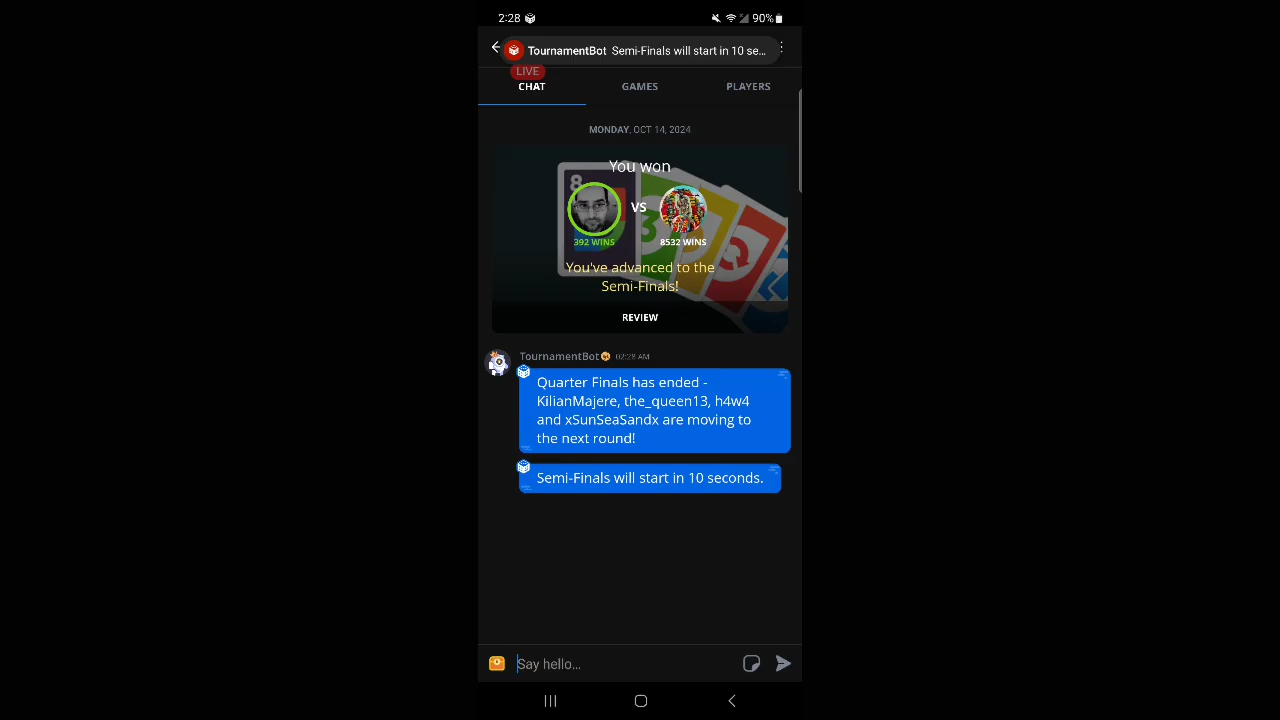 2:28
90%
TournamentBot Semi-Finals will start in 10 se...
LIVE
CHAT
GAMES
PLAYERS
MONDAY, OCT 14, 2024
You won
8
3
VS
392 WINS
8532 WINS
You've advanced to the
Semi-Finals!
REVIEW
TournamentBot 02:28 AM
Quarter Finals has ended -
KilianMajere, the_queen13, h4w4
and xSunSeaSandx are moving to
the next round!
Semi-Finals will start in 10 seconds.
Say hello...